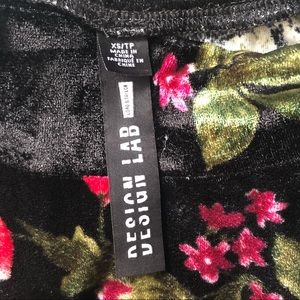 XS/TP
MADE IN
CHINA
FABRIQUÉ EN
CHINE
DESIGN LAB